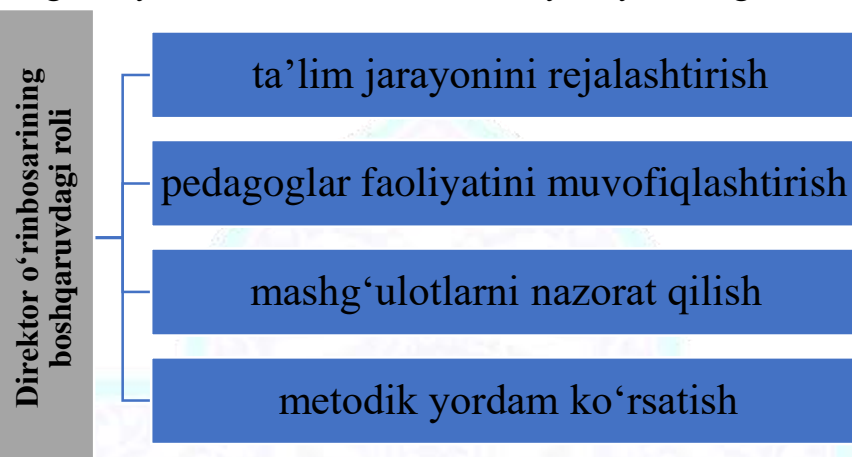 Direktor o‘rinbosarining
boshqaruvdagi roli
ta’lim jarayonini rejalashtirish
pedagoglar faoliyatini muvofiqlashtirish
mashg‘ulotlarni nazorat qilish
metodik yordam ko‘rsatish